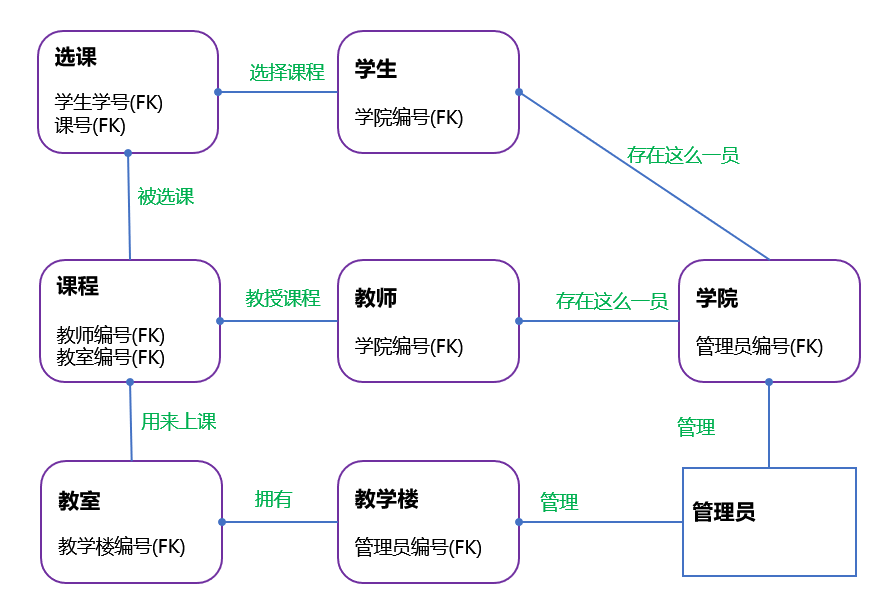 选课
学生学号(FK)
课号(FK)
选择课程
学生
学院编号(FK)
存在这么一员
被选课
课程
教师编号(FK)
教室编号(FK)
教授课程
教师
学院编号(FK)
存在这么一员
学院
管理员编号(FK)
用来上课
管理
教室
教学楼编号(FK)
拥有
教学楼
管理员编号(FK)
管理
管理员